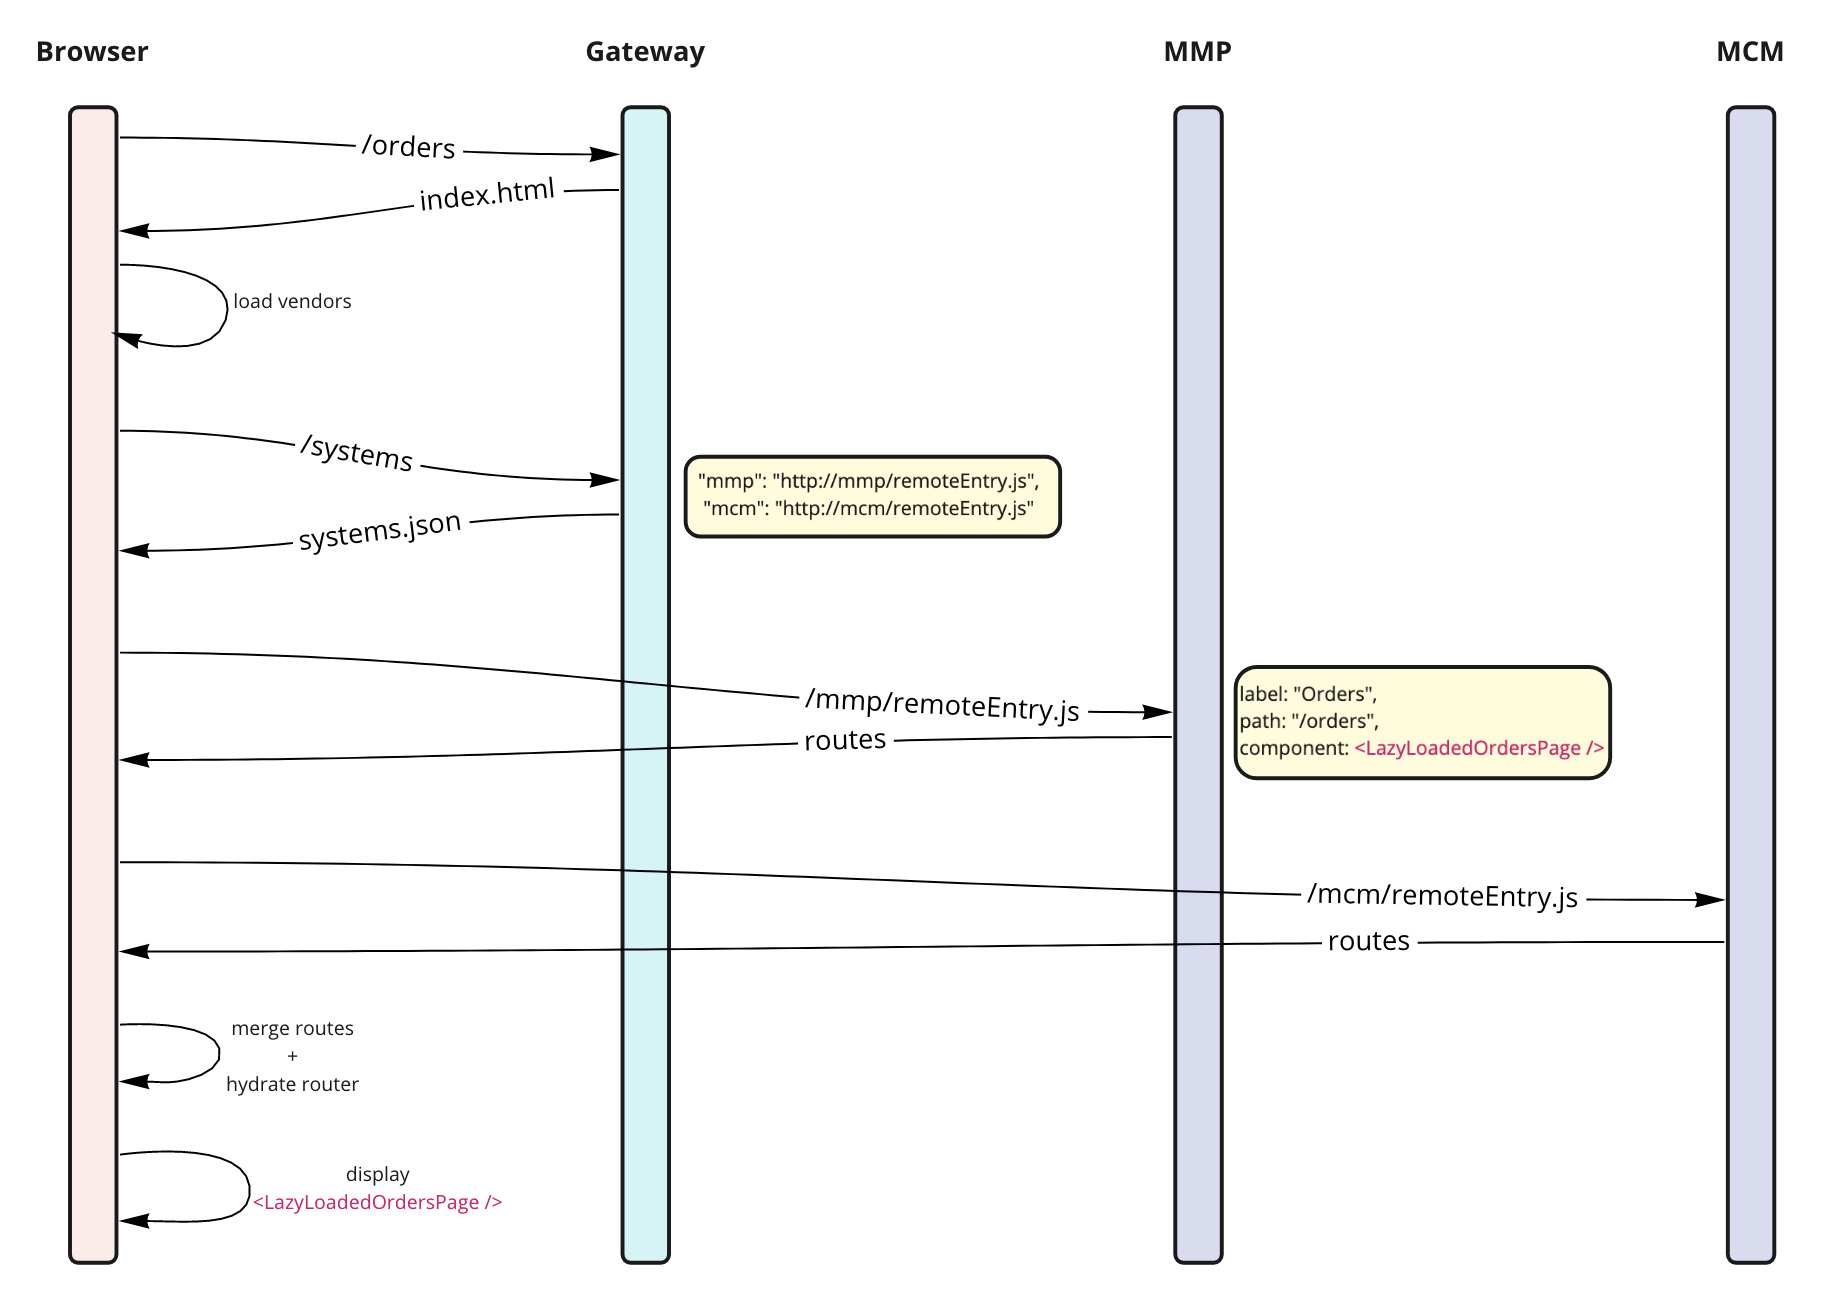 Browser
Gateway
MMP
MCM
/orders
index.html
load vendors
/systems
"mmp": "http://mmp/remoteEntry.js",
"mcm": "http://mcm/remoteEntry.js"
systems.json
/mmp/remoteEntry.js
routes
label: "Orders",
path: "/orders",
component: <LazyLoadedOrdersPage />
/mcm/remoteEntry.js
routes
merge routes
+
hydrate router
display
<LazyLoadedOrdersPage />